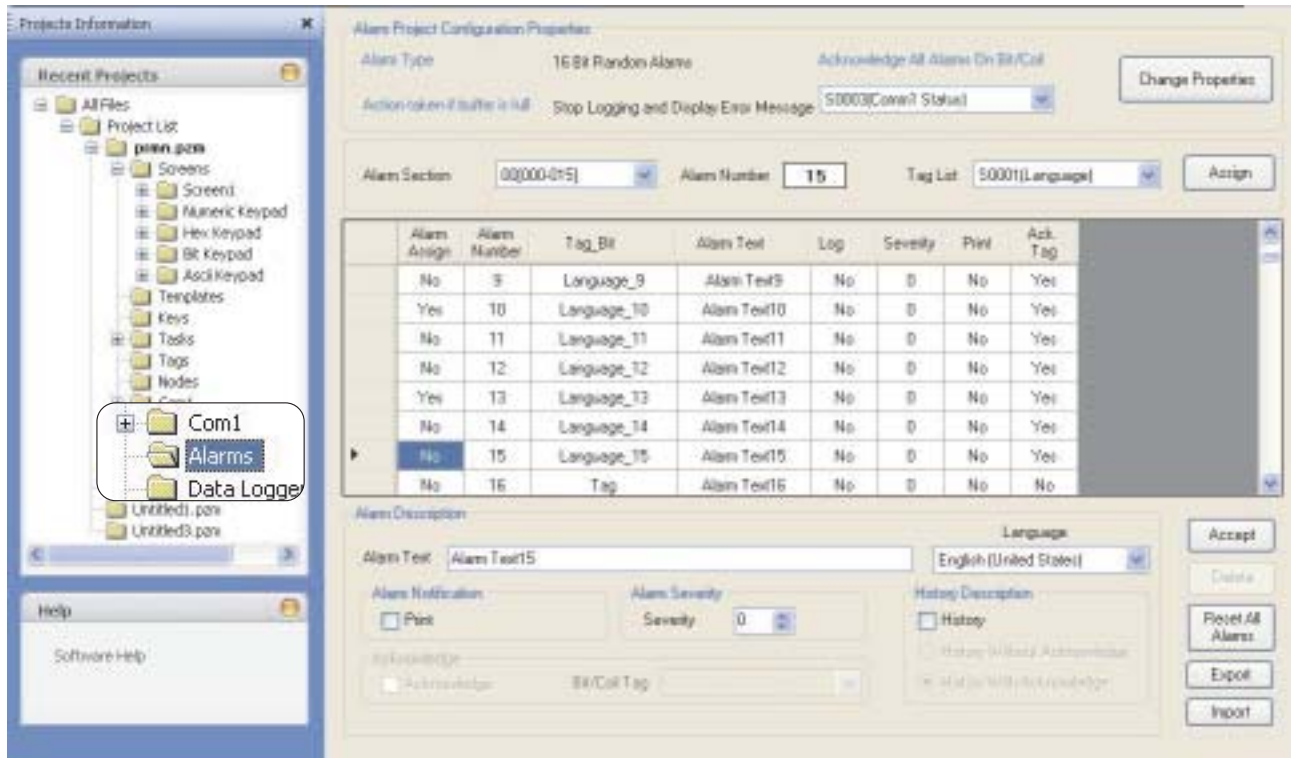 Projects Information
Recent Projects
All Files
Project List
prizm.pzm
Screens
Screen1
Numeric Keypad
Hex Keypad
Bit Keypad
Ascii Keypad
Templates
Keys
Tasks
Tags
Nodes
Com1
Com1
Alarms
Data Logger
Untitled1.pzm
Untitled3.pzm
Help
Software Help
Alarm Project Configuration Properties
Alarm Type 16 Bit Random Alarms Acknowledge All Alarms On Bit/Coil
Change Properties
Action taken if buffer is full Stop Logging and Display Error Message S0003(Comm1 Status)
Alarm Section 00(000-015) Alarm Number 15 Tag List S0001(Language) Assign
Alarm Assign Alarm Number Tag_Bit Alarm Text Log Severity Print Ack. Tag
No 9 Language_9 Alarm Text9 No 0 No Yes
Yes 10 Language_10 Alarm Text10 No 0 No Yes
No 11 Language_11 Alarm Text11 No 0 No Yes
No 12 Language_12 Alarm Text12 No 0 No Yes
Yes 13 Language_13 Alarm Text13 No 0 No Yes
No 14 Language_14 Alarm Text14 No 0 No Yes
No 15 Language_15 Alarm Text15 No 0 No Yes
No 16 Tag Alarm Text16 No 0 No No
Alarm Description
Language
Alarm Text Alarm Text15 English (United States) Accept
Delete
Alarm Notification Alarm Severity History Description
Print Severity 0 History Reset All Alarms
History Without Acknowledge
Acknowledge
Acknowledge Bit/Coil Tag History With Acknowledge
Export
Import